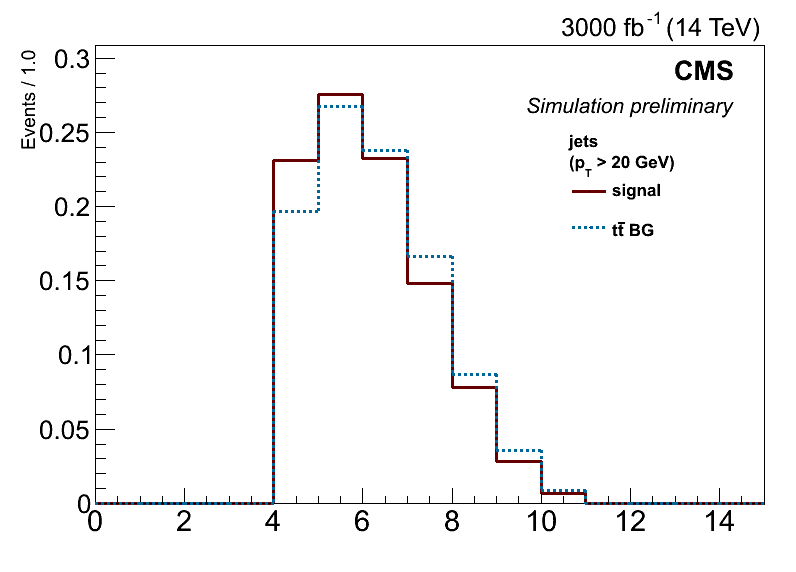 3000 fb-1 (14 TeV)
Events / 1.0
CMS
Simulation preliminary
jets
(pT > 20 GeV)
signal
tt̄ BG
0.3
0.25
0.2
0.15
0.1
0.05
0
0 2 4 6 8 10 12 14